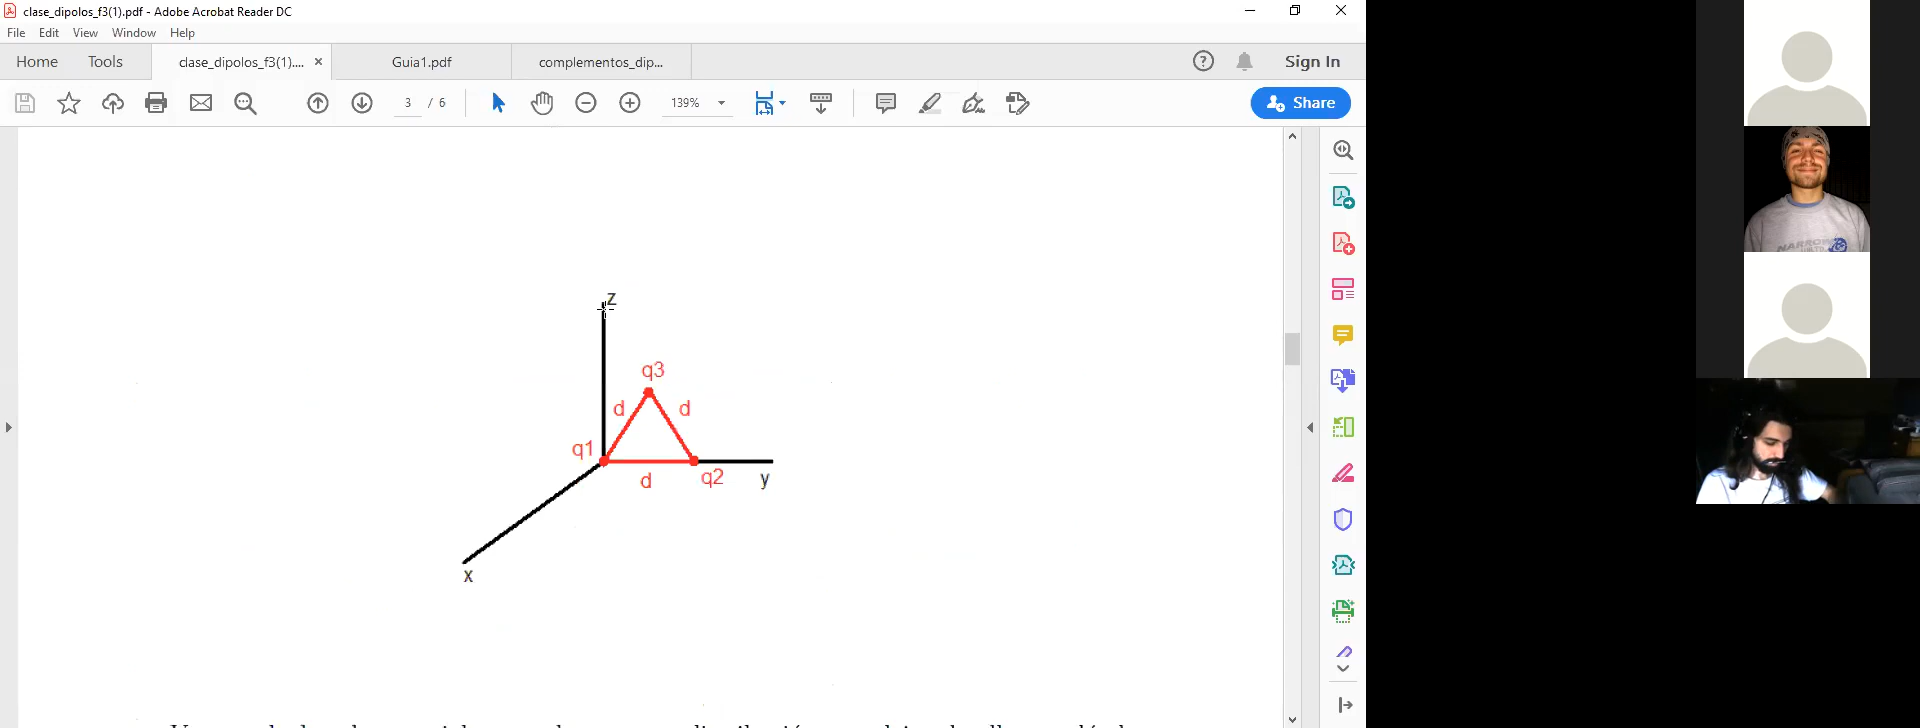 clase_dipolos_f3(1).pdf - Adobe Acrobat Reader DC
File Edit View Window Help
Home Tools clase_dipolos_f3(1).... × Guia1.pdf complementos_dip... Sign In
3 / 6 139% Share
z
q3
d d
q1
d q2 y
x
NARROW